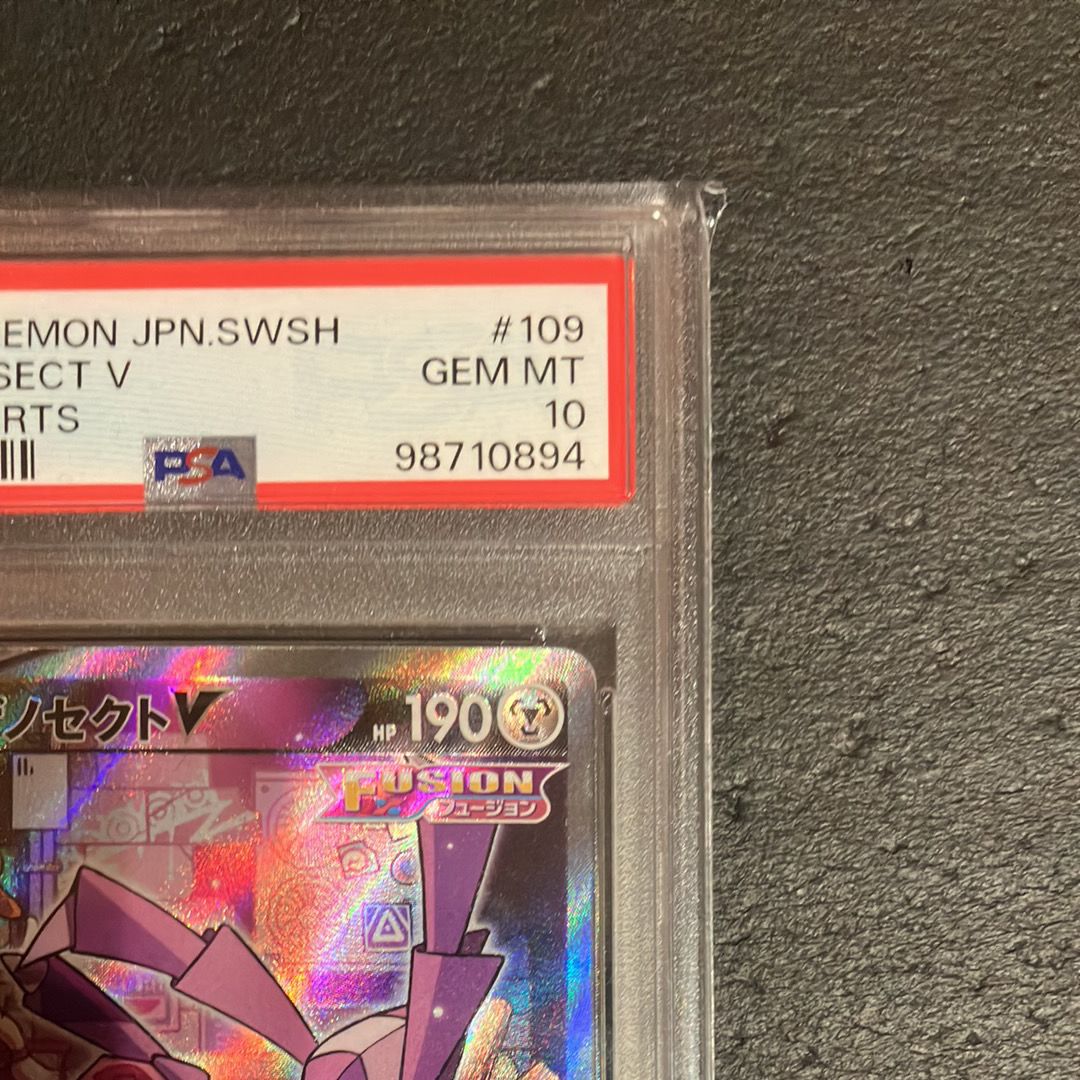 EMON JPN.SWSH #109
SECT V GEM MT
RTS 10
PSA 98710894
ノセクトV HP 190
FUSION
フュージョン